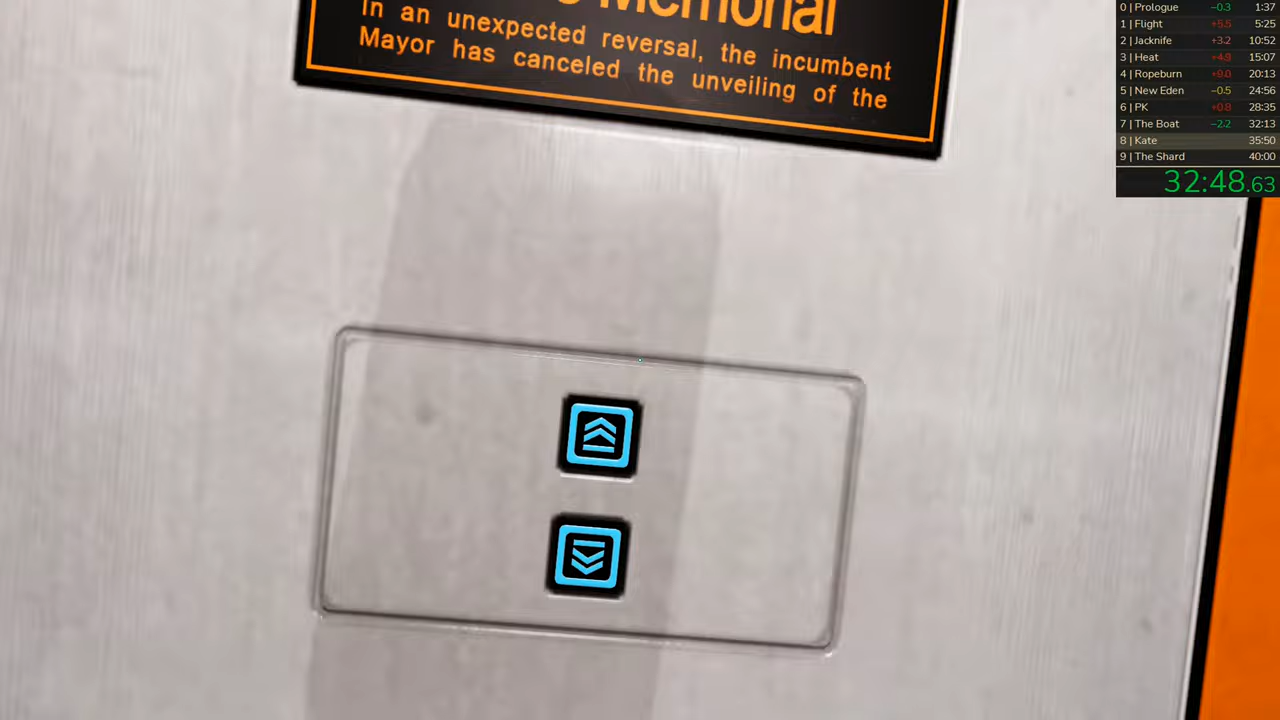 Memorial
In an unexpected reversal, the incumbent
Mayor has canceled the unveiling of the
0 | Prologue −0.3 1:37
1 | Flight +5.5 5:25
2 | Jacknife +3.2 10:52
3 | Heat +4.9 15:07
4 | Ropeburn +9.0 20:13
5 | New Eden −0.5 24:56
6 | PK +0.8 28:35
7 | The Boat −2.2 32:13
8 | Kate 35:50
9 | The Shard 40:00
32:48.63